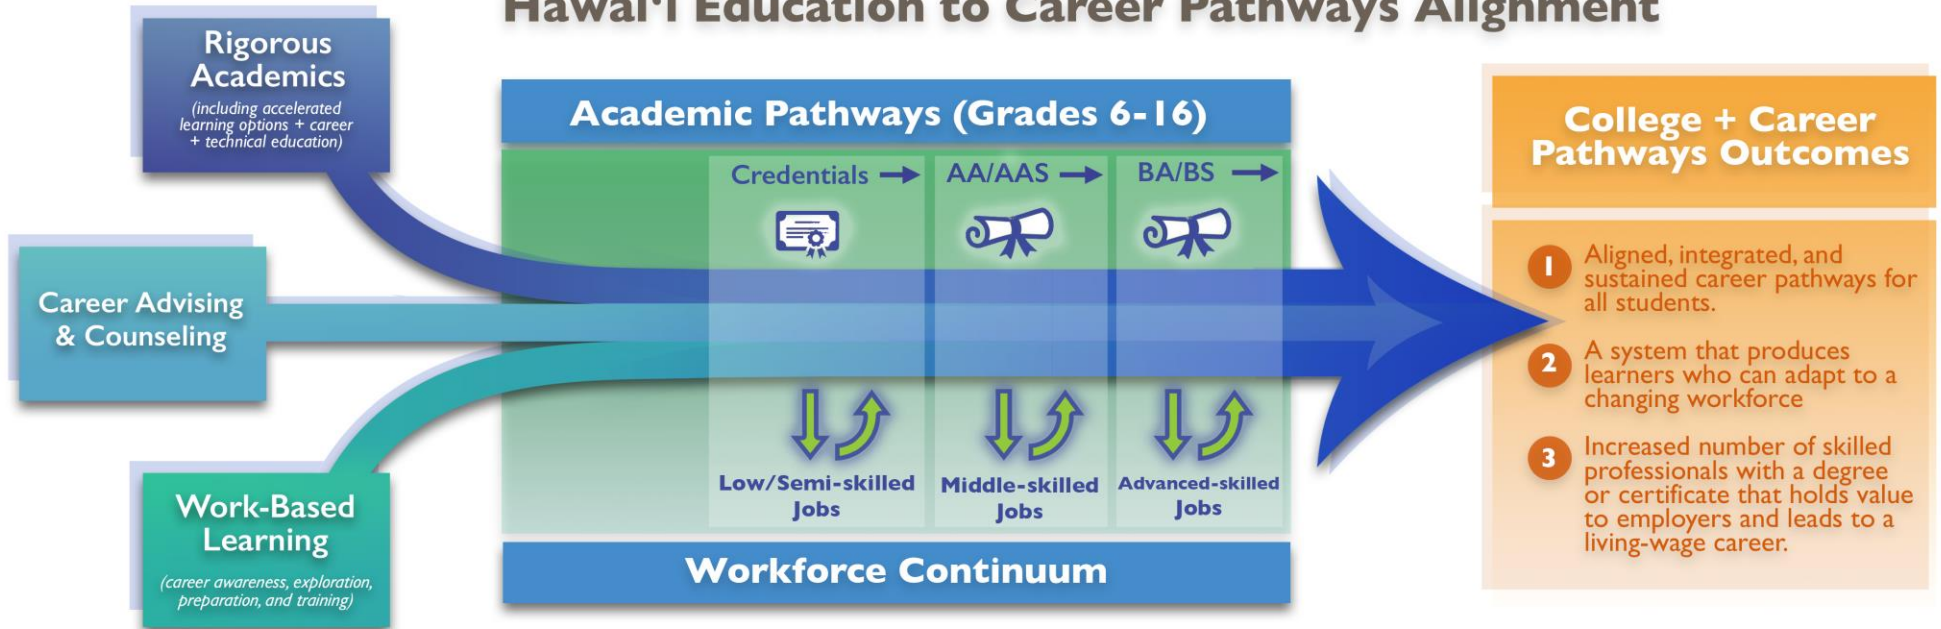 Hawai'i Education to Career Pathways Alignment
Rigorous
Academics
(including accelerated
learning options + career
+ technical education)
Career Advising
& Counseling
Work-Based
Learning
(career awareness, exploration,
preparation, and training)
Academic Pathways (Grades 6-16)
Credentials
AA/AAS
BA/BS
Low/Semi-skilled
Jobs
Middle-skilled
Jobs
Advanced-skilled
Jobs
Workforce Continuum
College + Career
Pathways Outcomes
1 Aligned, integrated, and
sustained career pathways for
all students.
2 A system that produces
learners who can adapt to a
changing workforce
3 Increased number of skilled
professionals with a degree
or certificate that holds value
to employers and leads to a
living-wage career.